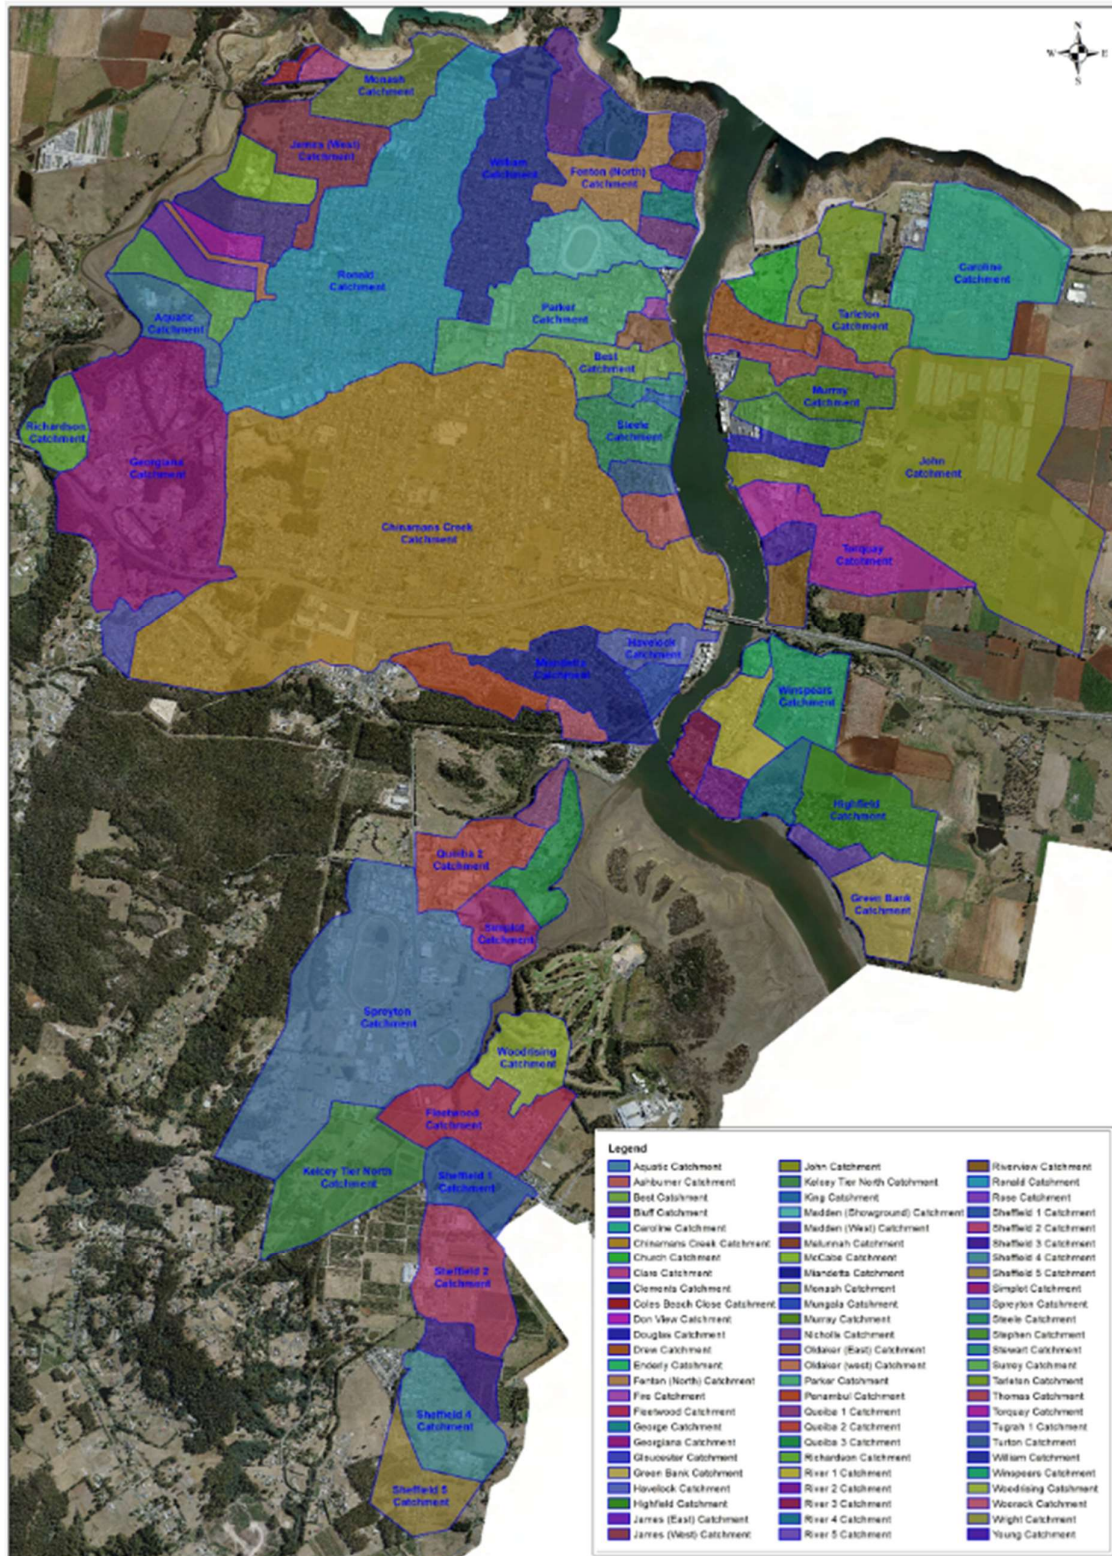 N
W E
S
Monash
Catchment
James (West)
Catchment
William
Catchment
Fenton (North)
Catchment
Ronald
Catchment
Caroline
Catchment
Parker
Catchment
Tarleton
Catchment
Aquatic
Catchment
Best
Catchment
Murray
Catchment
Richardson
Catchment
Steele
Catchment
Georgiana
Catchment
John
Catchment
Chinamans Creek
Catchment
Torquay
Catchment
Havelock
Catchment
Miandetta
Catchment
Winspears
Catchment
Highfield
Catchment
Quoiba 2
Catchment
Green Bank
Catchment
Simplot
Catchment
Spreyton
Catchment
Woodrising
Catchment
Fleetwood
Catchment
Kelcey Tier North
Catchment
Sheffield 1
Catchment
Sheffield 2
Catchment
Sheffield 4
Catchment
Sheffield 5
Catchment
Legend
Aquatic Catchment
Ashburner Catchment
Best Catchment
Bluff Catchment
Caroline Catchment
Chinamans Creek Catchment
Church Catchment
Clare Catchment
Clements Catchment
Coles Beach Close Catchment
Don View Catchment
Douglas Catchment
Drew Catchment
Enderly Catchment
Fenton (North) Catchment
Fire Catchment
Fleetwood Catchment
George Catchment
Georgiana Catchment
Gloucester Catchment
Green Bank Catchment
Havelock Catchment
Highfield Catchment
James (East) Catchment
James (West) Catchment
John Catchment
Kelcey Tier North Catchment
King Catchment
Madden (Showground) Catchment
Madden (West) Catchment
Malunnah Catchment
McCabe Catchment
Miandetta Catchment
Monash Catchment
Mungala Catchment
Murray Catchment
Nicholls Catchment
Oldaker (East) Catchment
Oldaker (west) Catchment
Parker Catchment
Panambul Catchment
Quoiba 1 Catchment
Quoiba 2 Catchment
Quoiba 3 Catchment
Richardson Catchment
River 1 Catchment
River 2 Catchment
River 3 Catchment
River 4 Catchment
River 5 Catchment
Riverview Catchment
Ronald Catchment
Rose Catchment
Sheffield 1 Catchment
Sheffield 2 Catchment
Sheffield 3 Catchment
Sheffield 4 Catchment
Sheffield 5 Catchment
Simplot Catchment
Spreyton Catchment
Steele Catchment
Stephen Catchment
Stewart Catchment
Surrey Catchment
Tarleton Catchment
Thomas Catchment
Torquay Catchment
Tugrah 1 Catchment
Turton Catchment
William Catchment
Winspears Catchment
Woodrising Catchment
Woorack Catchment
Wright Catchment
Young Catchment